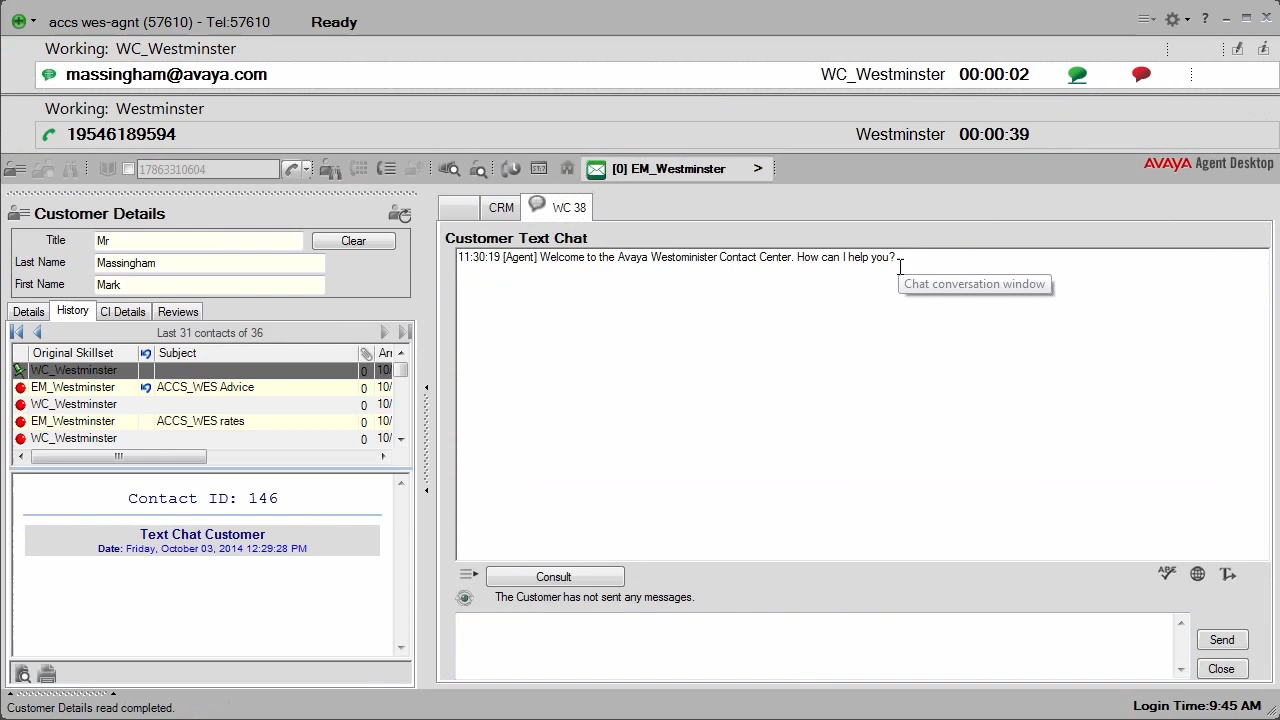 accs wes-agnt (57610) - Tel:57610 Ready
Working: WC_Westminster
massingham@avaya.com WC_Westminster 00:00:02
Working: Westminster
19546189594 Westminster 00:00:39
17863310604 [0] EM_Westminster > AVAYA Agent Desktop
Customer Details
Title Mr Clear
Last Name Massingham
First Name Mark
Details History CI Details Reviews
Last 31 contacts of 36
Original Skillset Subject Arr
WC_Westminster 0 10/
EM_Westminster ACCS_WES Advice 0 10/
WC_Westminster 0 10/
EM_Westminster ACCS_WES rates 0 10/
WC_Westminster 0 10/
Contact ID: 146
Text Chat Customer
Date: Friday, October 03, 2014 12:29:28 PM
CRM WC 38
Customer Text Chat
11:30:19 [Agent] Welcome to the Avaya Westominister Contact Center. How can I help you?
Chat conversation window
Consult ABC
The Customer has not sent any messages.
Send
Close
Customer Details read completed. Login Time:9:45 AM